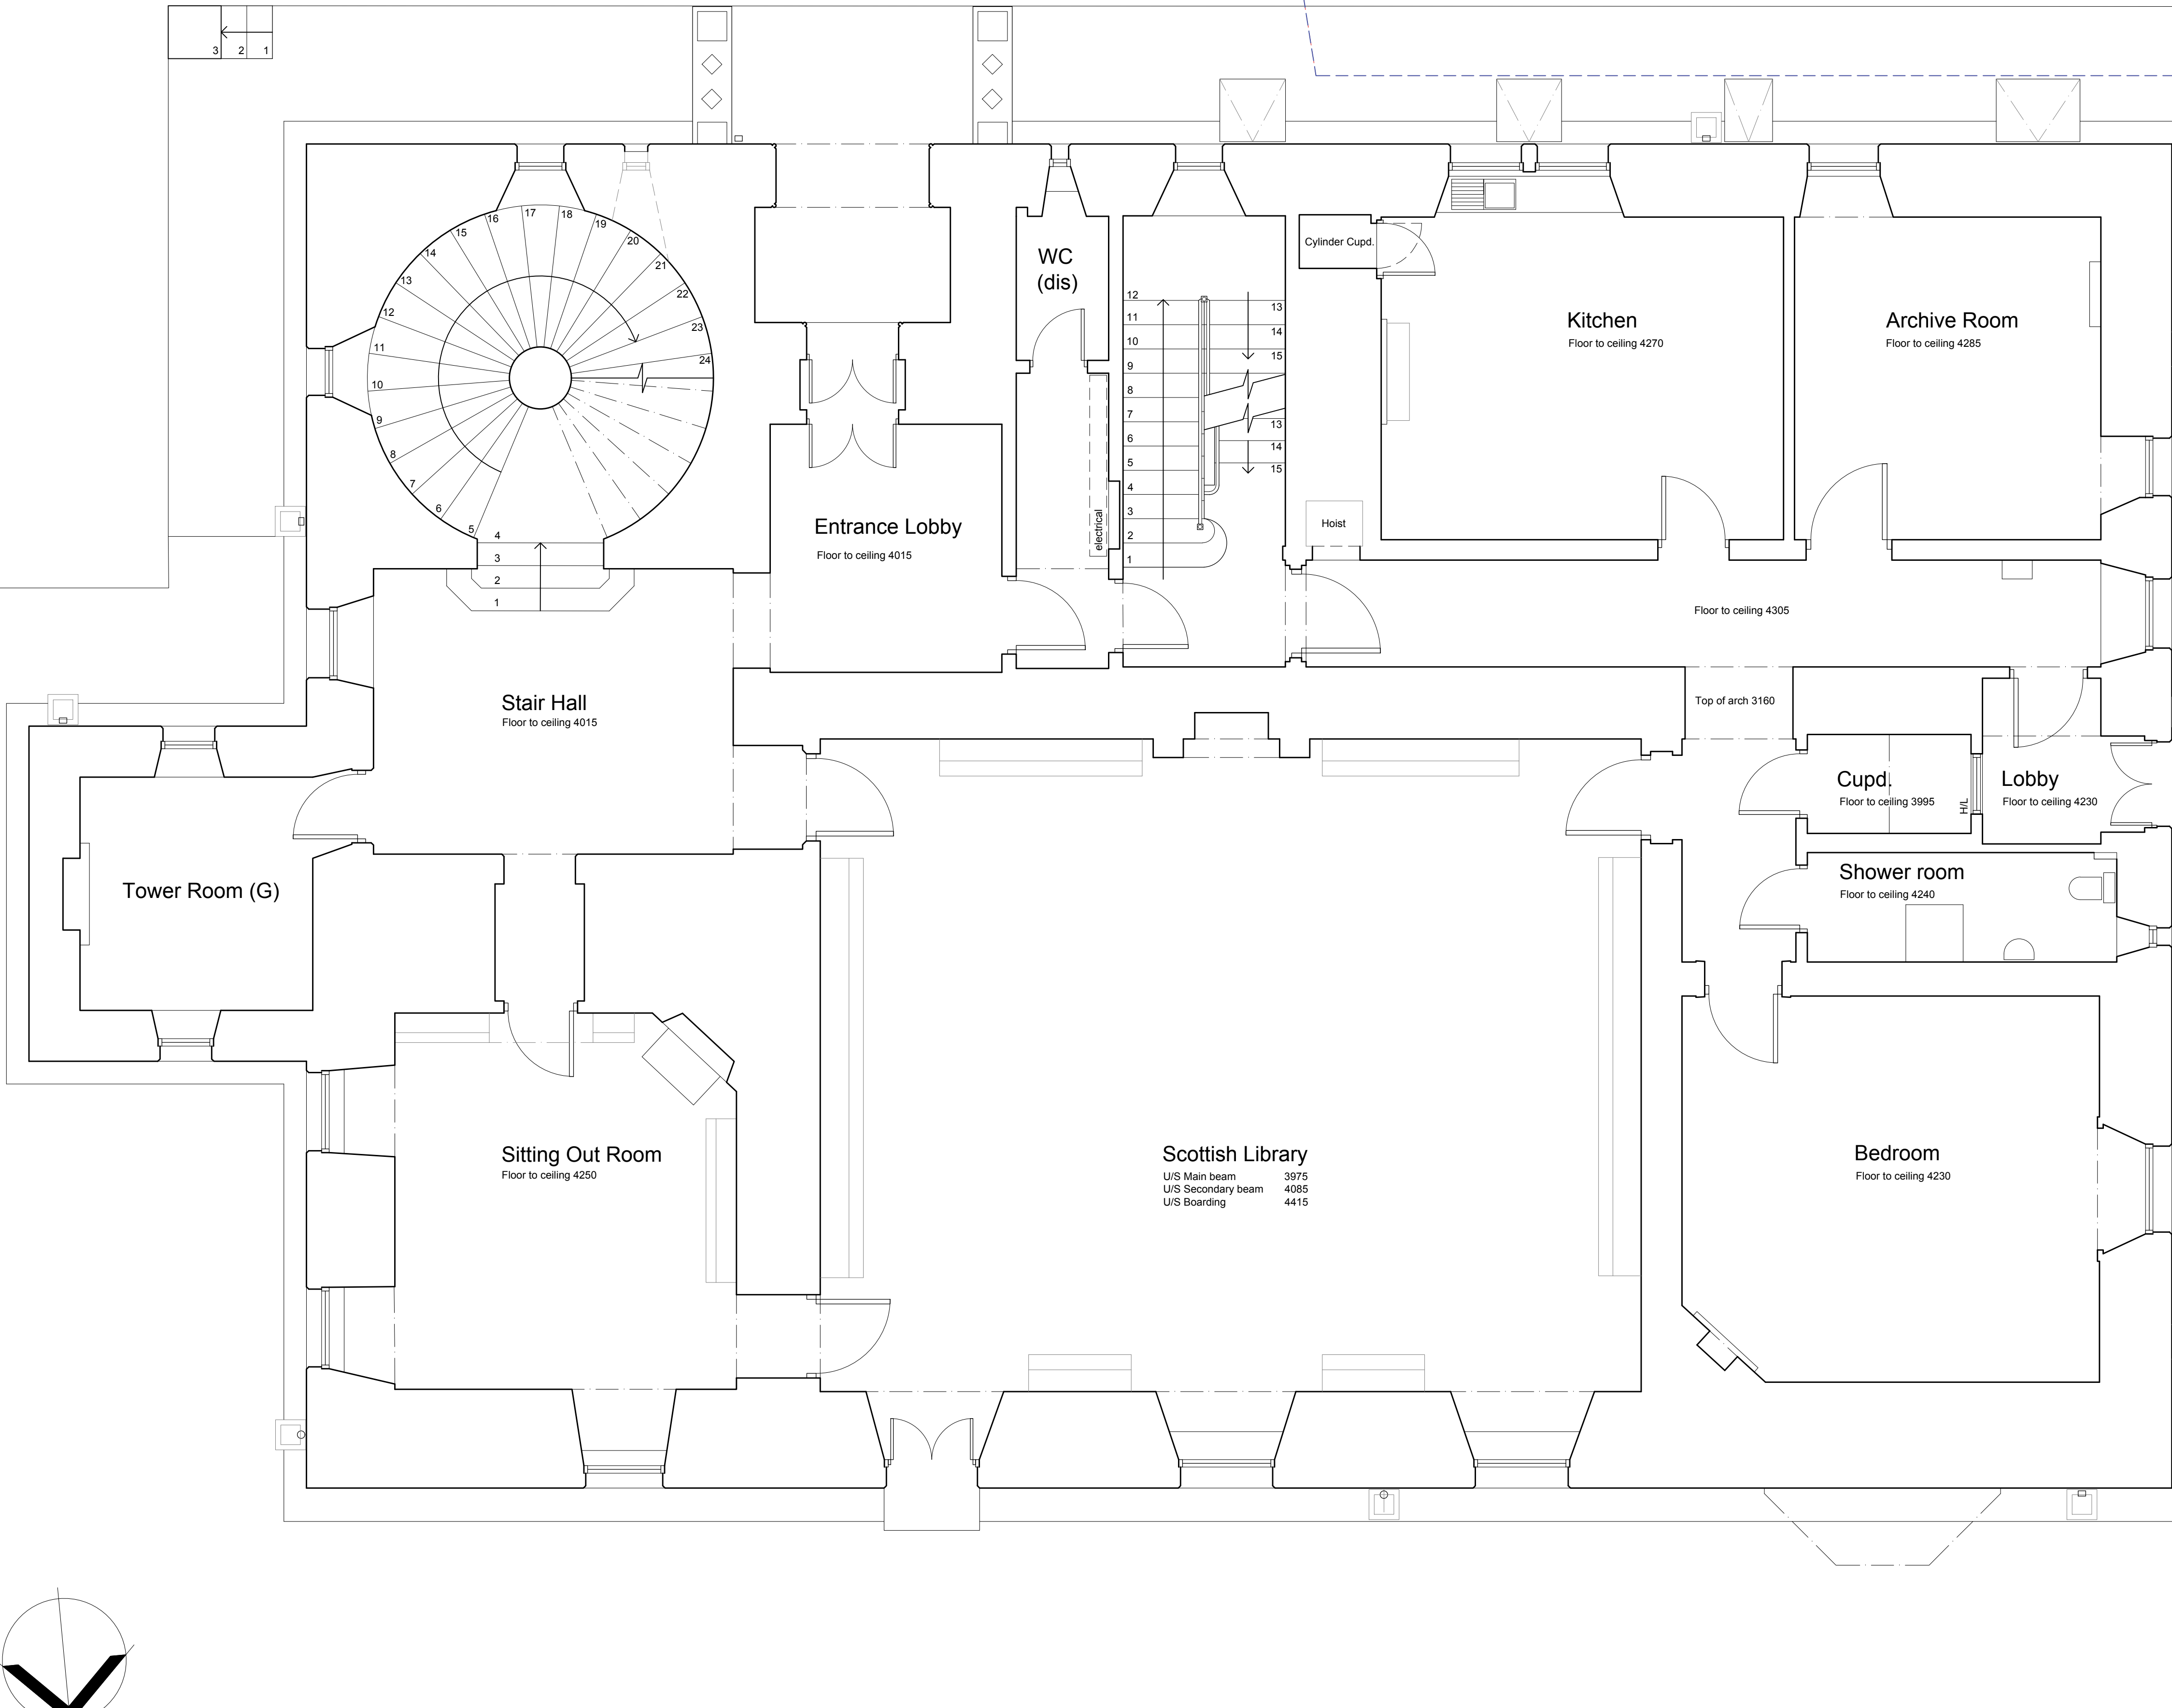 3 2 1
16 17 18 19
15 20
14 21
13 22
12 23
11 24
10
9
8
7
6
5
4
3
2
1
WC
(dis)
electrical
12 13
11 14
10 15
9
8
7 13
6 14
5 15
4
3
2
1
Cylinder Cupd.
Hoist
Kitchen
Floor to ceiling 4270
Archive Room
Floor to ceiling 4285
Entrance Lobby
Floor to ceiling 4015
Floor to ceiling 4305
Stair Hall
Floor to ceiling 4015
Top of arch 3160
Cupd.
Floor to ceiling 3995
H/L
Lobby
Floor to ceiling 4230
Tower Room (G)
Shower room
Floor to ceiling 4240
Sitting Out Room
Floor to ceiling 4250
Scottish Library
U/S Main beam 3975
U/S Secondary beam 4085
U/S Boarding 4415
Bedroom
Floor to ceiling 4230